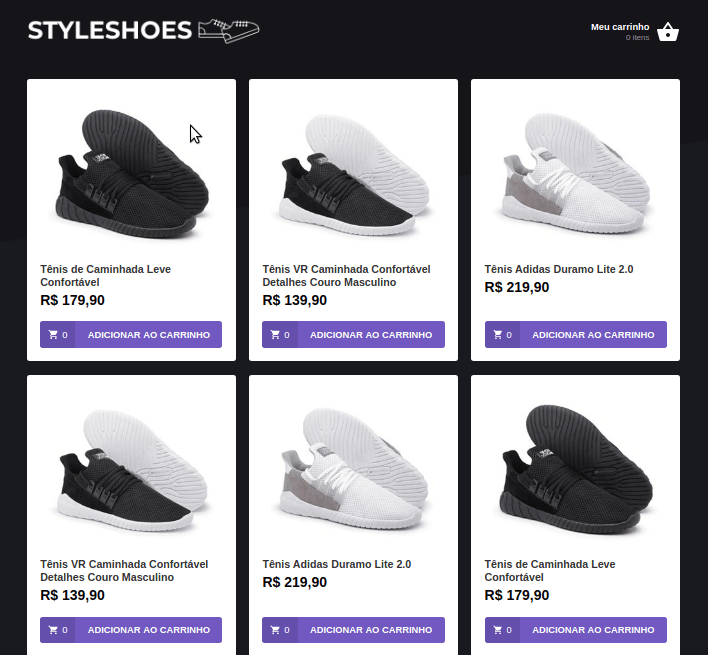 STYLESHOES
Meu carrinho
0 itens
Tênis de Caminhada Leve
Confortável
R$ 179,90
0 ADICIONAR AO CARRINHO
Tênis VR Caminhada Confortável
Detalhes Couro Masculino
R$ 139,90
0 ADICIONAR AO CARRINHO
Tênis Adidas Duramo Lite 2.0
R$ 219,90
0 ADICIONAR AO CARRINHO
Tênis VR Caminhada Confortável
Detalhes Couro Masculino
R$ 139,90
0 ADICIONAR AO CARRINHO
Tênis Adidas Duramo Lite 2.0
R$ 219,90
0 ADICIONAR AO CARRINHO
Tênis de Caminhada Leve
Confortável
R$ 179,90
0 ADICIONAR AO CARRINHO